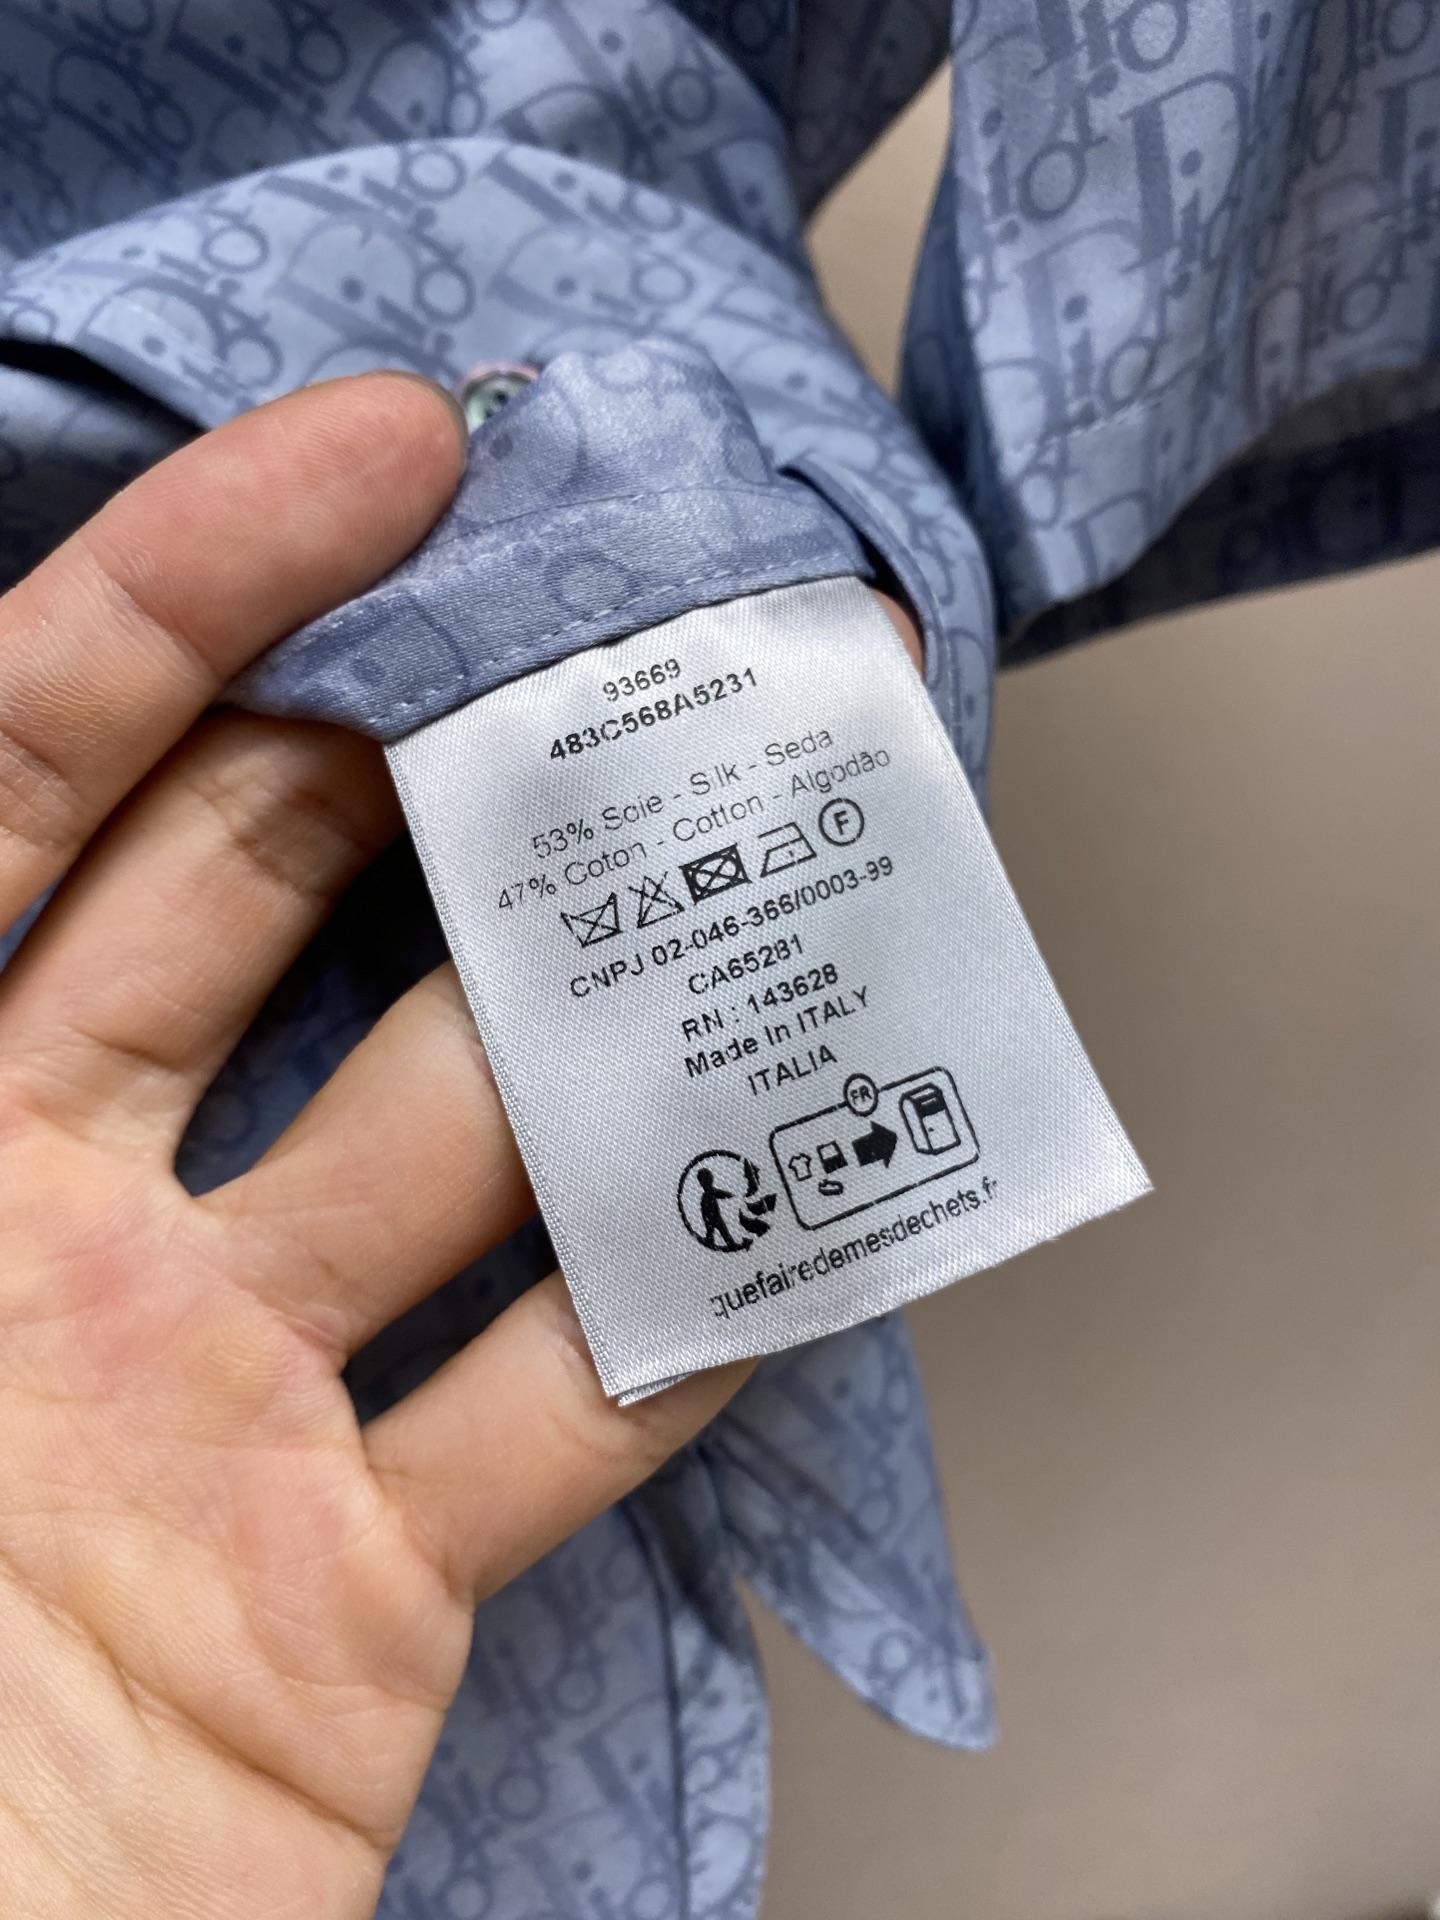 93669
483C568A5231
53% Soie - Silk - Seda
47% Coton - Cotton - Algodão
F
CNPJ 02-046-366/0003-99
CA65281
RN : 143628
Made In ITALY
ITALIA
FR
quefairedemesdechets.fr
Dior